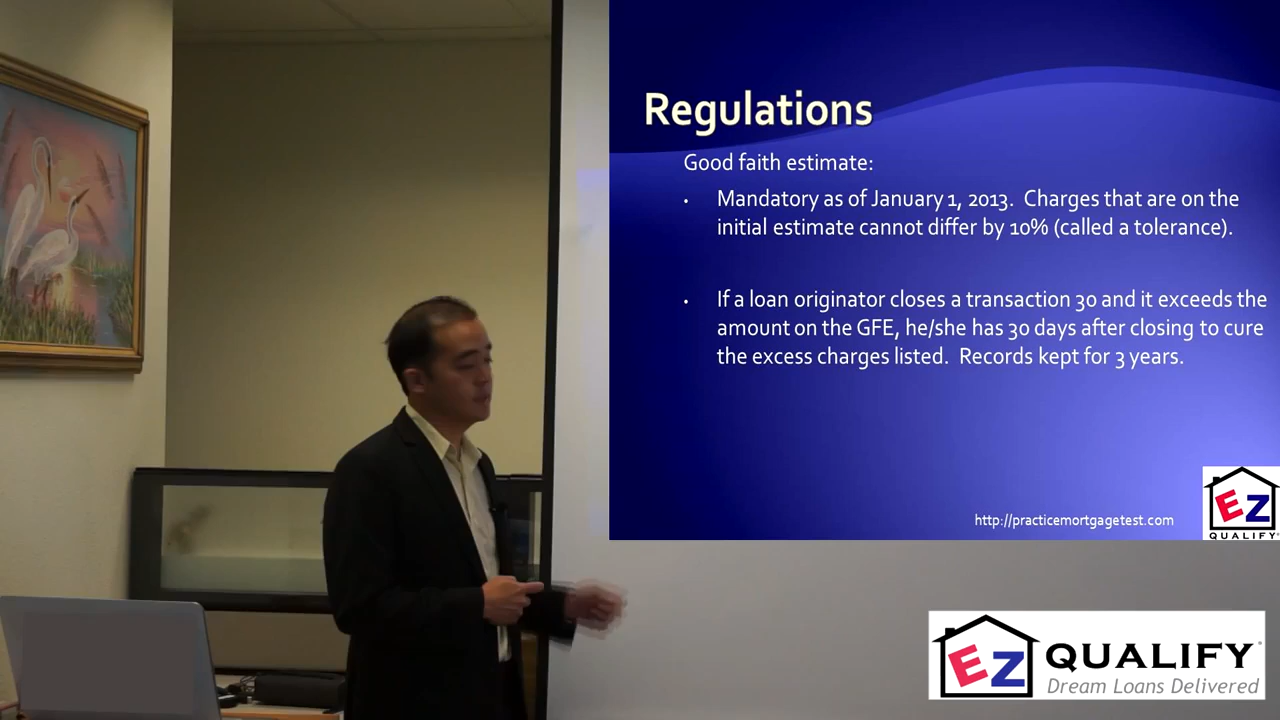 Regulations
Good faith estimate:
• Mandatory as of January 1, 2013. Charges that are on the
initial estimate cannot differ by 10% (called a tolerance).
• If a loan originator closes a transaction 30 and it exceeds the
amount on the GFE, he/she has 30 days after closing to cure
the excess charges listed. Records kept for 3 years.
http://practicemortgagetest.com
EZ
QUALIFY
EZ QUALIFY
Dream Loans Delivered